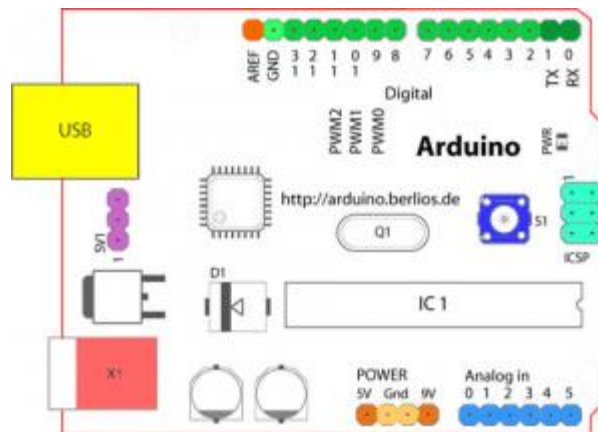 AREF
GND
13
12
11
10
9
8
7
6
5
4
3
2
1
0
TX
RX
Digital
PWM2
PWM1
PWM0
Arduino
PWR
USB
http://arduino.berlios.de
1
SV1
1
Q1
S1
ICSP
D1
IC 1
X1
POWER
5V Gnd 9V
Analog in
0 1 2 3 4 5